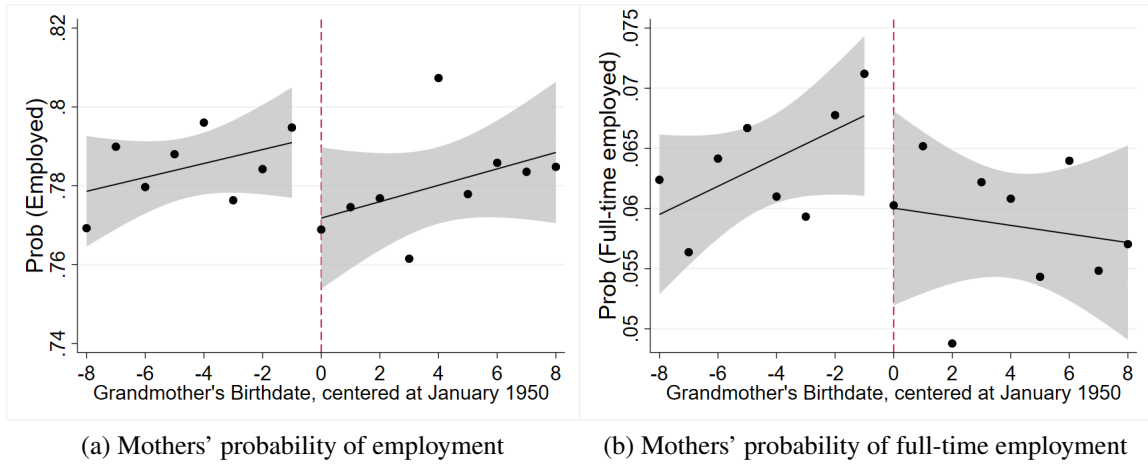 .82
.8
.78
.76
.74
Prob (Employed)
-8 -6 -4 -2 0 2 4 6 8
Grandmother's Birthdate, centered at January 1950
(a) Mothers' probability of employment
.075
.07
.065
.06
.055
.05
Prob (Full-time employed)
-8 -6 -4 -2 0 2 4 6 8
Grandmother's Birthdate, centered at January 1950
(b) Mothers' probability of full-time employment